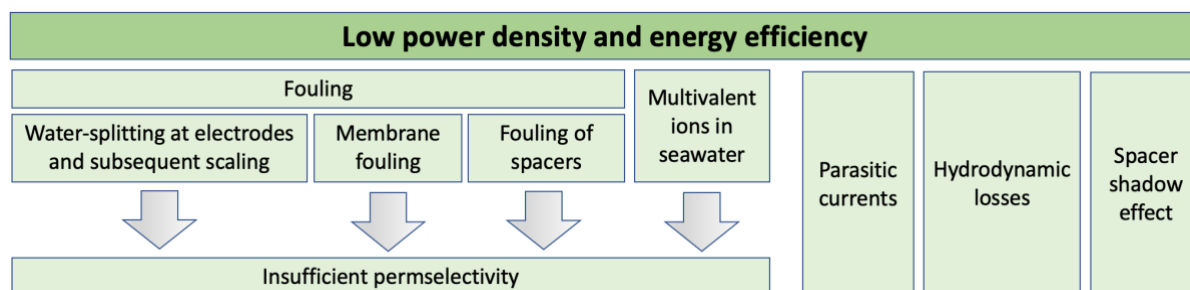 Low power density and energy efficiency
Fouling
Water-splitting at electrodes
and subsequent scaling
Membrane
fouling
Fouling of
spacers
Multivalent
ions in
seawater
Insufficient permselectivity
Parasitic
currents
Hydrodynamic
losses
Spacer
shadow
effect